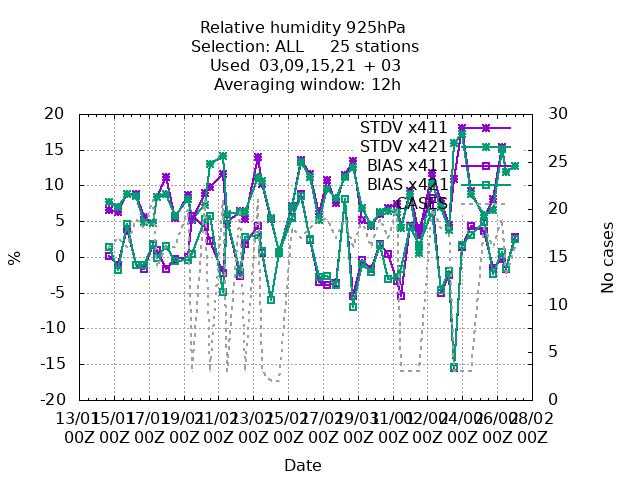 Relative humidity 925hPa
Selection: ALL 25 stations
Used 03,09,15,21 + 03
Averaging window: 12h
20 30
STDV x411
STDV x421
15 25
BIAS x411
BIAS x421
10 20
CASES
5
%
0 15
No cases
-5
10
-10
5
-15
-20 0
13/01 15/01 17/01 19/01 21/01 23/01 25/01 27/01 29/01 31/01 02/02 04/02 06/02 08/02
00Z 00Z 00Z 00Z 00Z 00Z 00Z 00Z 00Z 00Z 00Z 00Z 00Z 00Z
Date